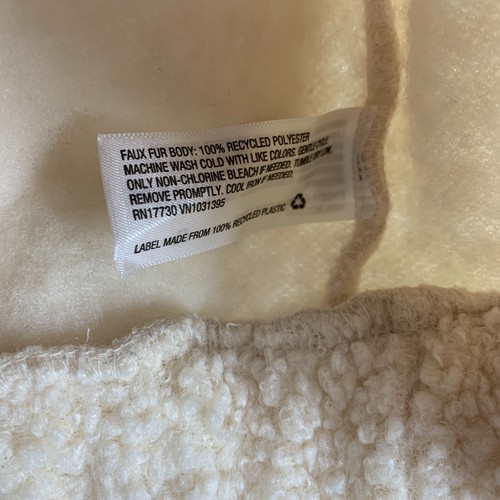 FAUX FUR BODY: 100% RECYCLED POLYESTER
MACHINE WASH COLD WITH LIKE COLORS. GENTLE CYCLE.
ONLY NON-CHLORINE BLEACH IF NEEDED. TUMBLE DRY LOW.
REMOVE PROMPTLY. COOL IRON IF NEEDED.
RN17730 VN1031395
LABEL MADE FROM 100% RECYCLED PLASTIC